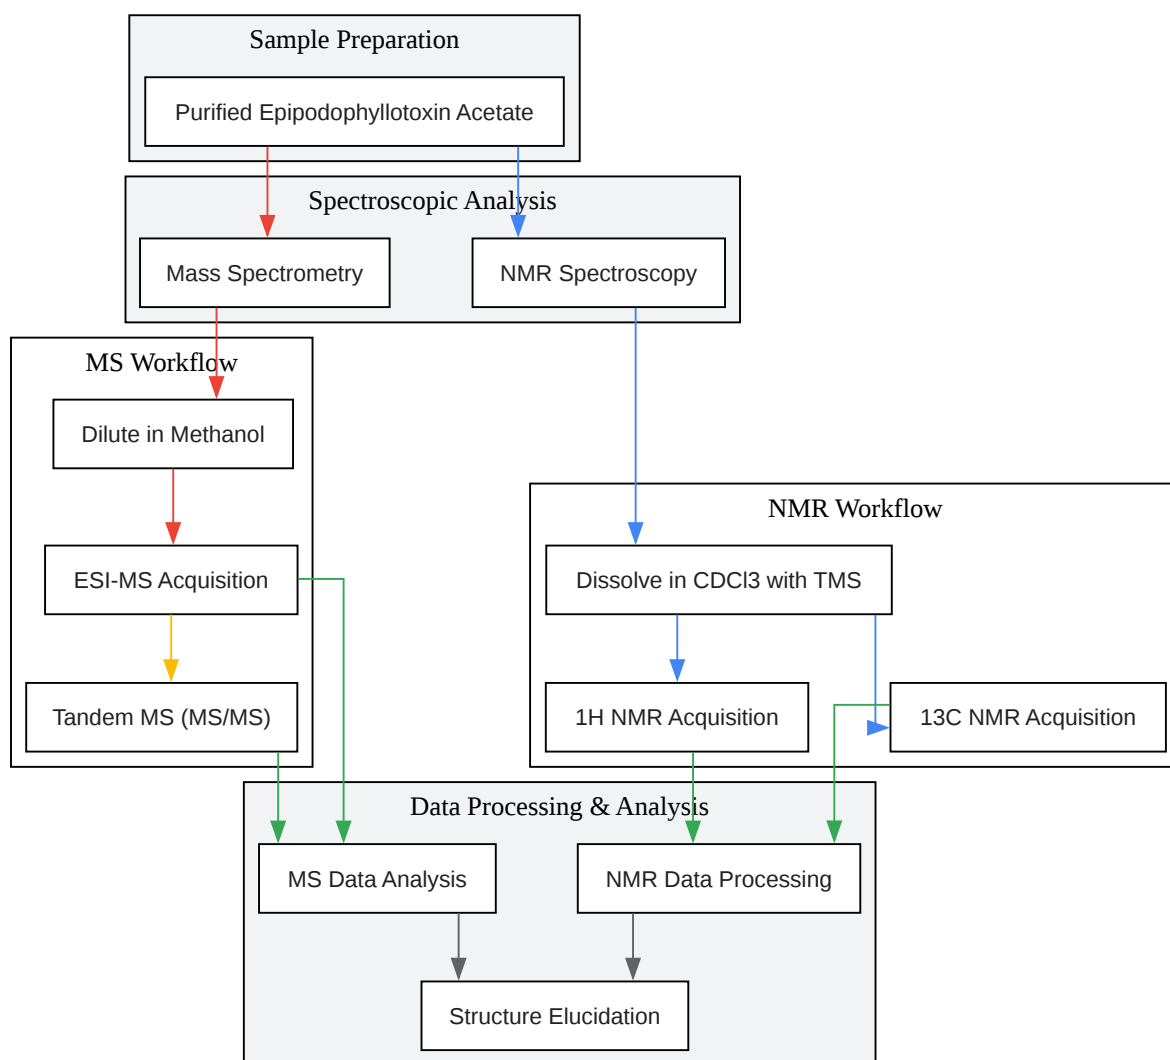 Sample Preparation
Purified Epipodophyllotoxin Acetate
Spectroscopic Analysis
Mass Spectrometry
NMR Spectroscopy
MS Workflow
Dilute in Methanol
ESI-MS Acquisition
Tandem MS (MS/MS)
NMR Workflow
Dissolve in CDCl3 with TMS
1H NMR Acquisition
13C NMR Acquisition
Data Processing & Analysis
MS Data Analysis
NMR Data Processing
Structure Elucidation